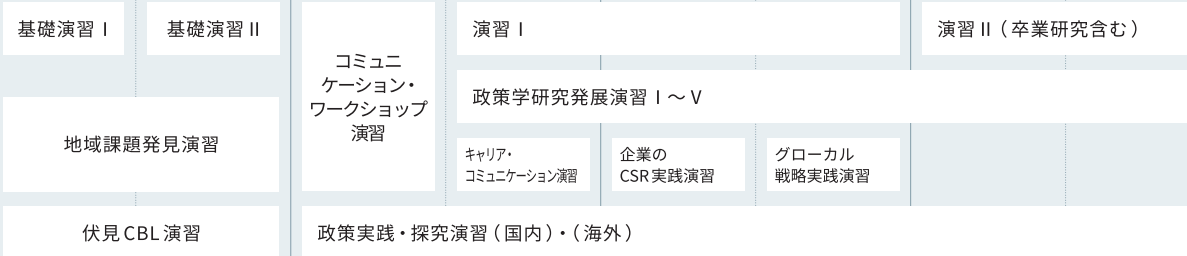 基礎演習Ⅰ
基礎演習Ⅱ
コミュニ
ケーション・
ワークショップ
演習
演習Ⅰ
演習Ⅱ（卒業研究含む）
政策学研究発展演習Ⅰ～Ⅴ
地域課題発見演習
キャリア・
コミュニケーション演習
企業の
CSR実践演習
グローカル
戦略実践演習
伏見CBL演習
政策実践・探究演習（国内）・（海外）